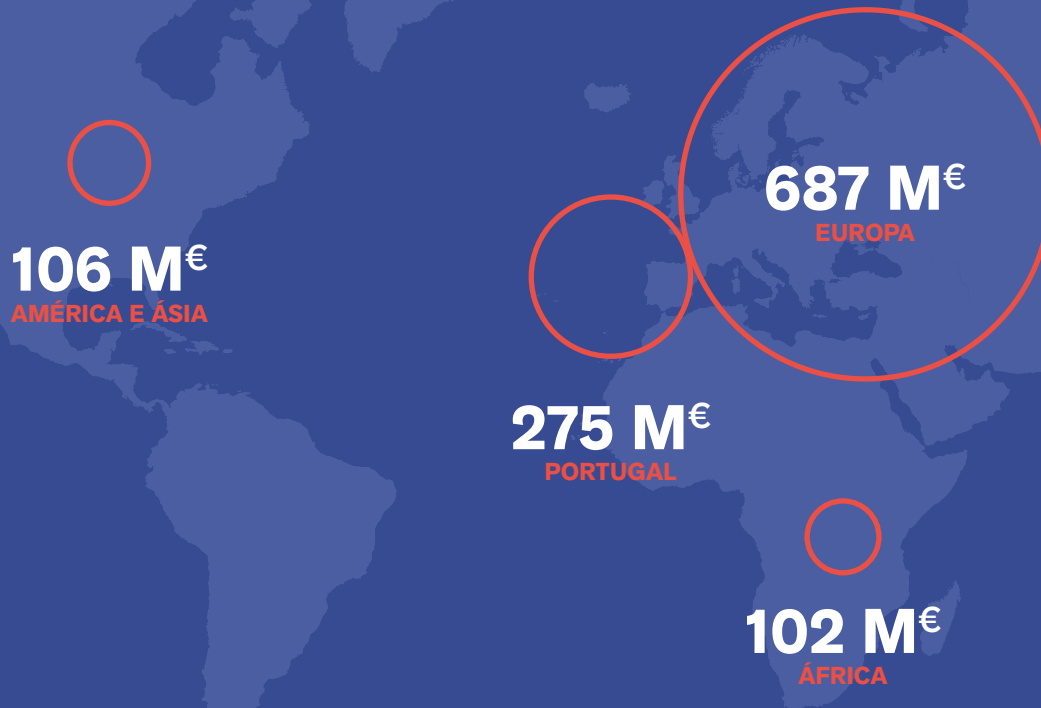 687 M€
EUROPA
106 M€
AMÉRICA E ÁSIA
275 M€
PORTUGAL
102 M€
ÁFRICA